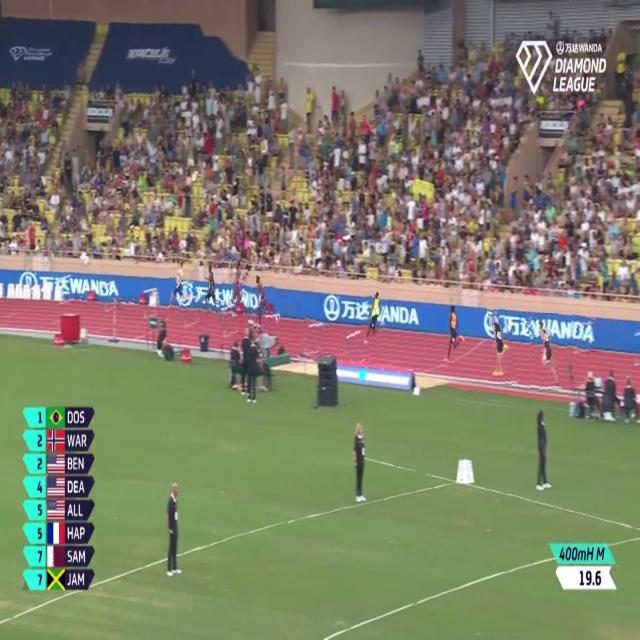 万达WANDA
DIAMOND
LEAGUE
万达WANDA
万达WANDA
万达WANDA
万达WANDA
1 DOS
2 WAR
2 BEN
4 DEA
5 ALL
5 HAP
7 SAM
7 JAM
400mH M
19.6